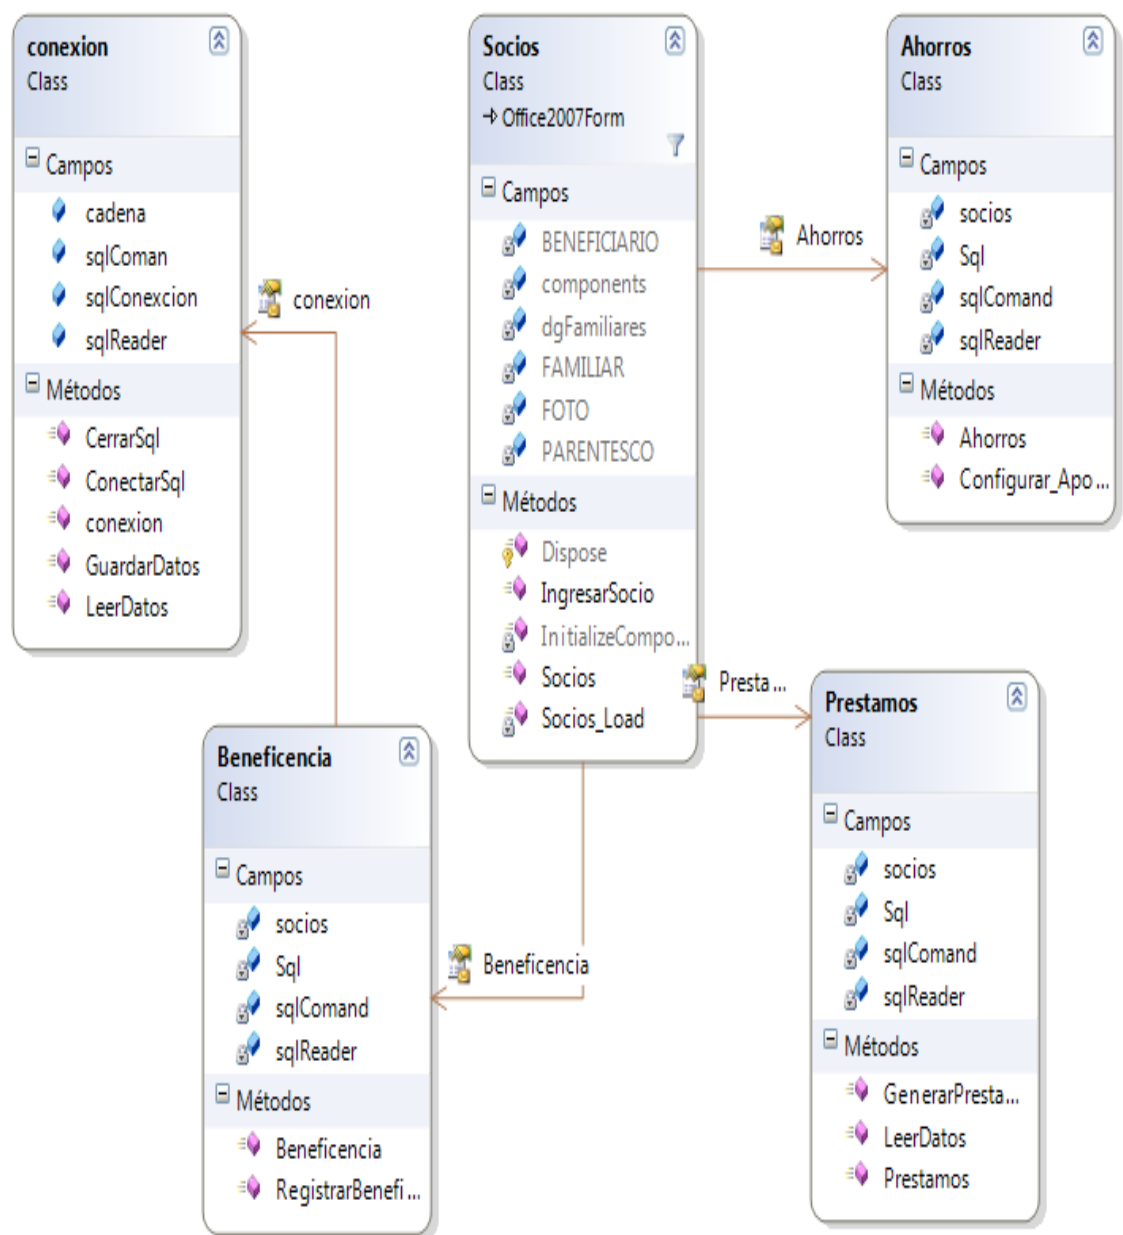 conexion
Class
Campos
cadena
sqlComan
sqlConexcion
sqlReader
Métodos
CerrarSql
ConectarSql
conexion
GuardarDatos
LeerDatos
conexion
Socios
Class
Office2007Form
Campos
BENEFICIARIO
components
dgFamiliares
FAMILIAR
FOTO
PARENTESCO
Métodos
Dispose
IngresarSocio
InitializeCompo...
Socios
Socios_Load
Ahorros
Ahorros
Class
Campos
socios
Sql
sqlComand
sqlReader
Métodos
Ahorros
Configurar_Apo...
Presta...
Beneficencia
Class
Campos
socios
Sql
sqlComand
sqlReader
Métodos
Beneficencia
RegistrarBenefi...
Beneficencia
Prestamos
Class
Campos
socios
Sql
sqlComand
sqlReader
Métodos
GenerarPresta...
LeerDatos
Prestamos